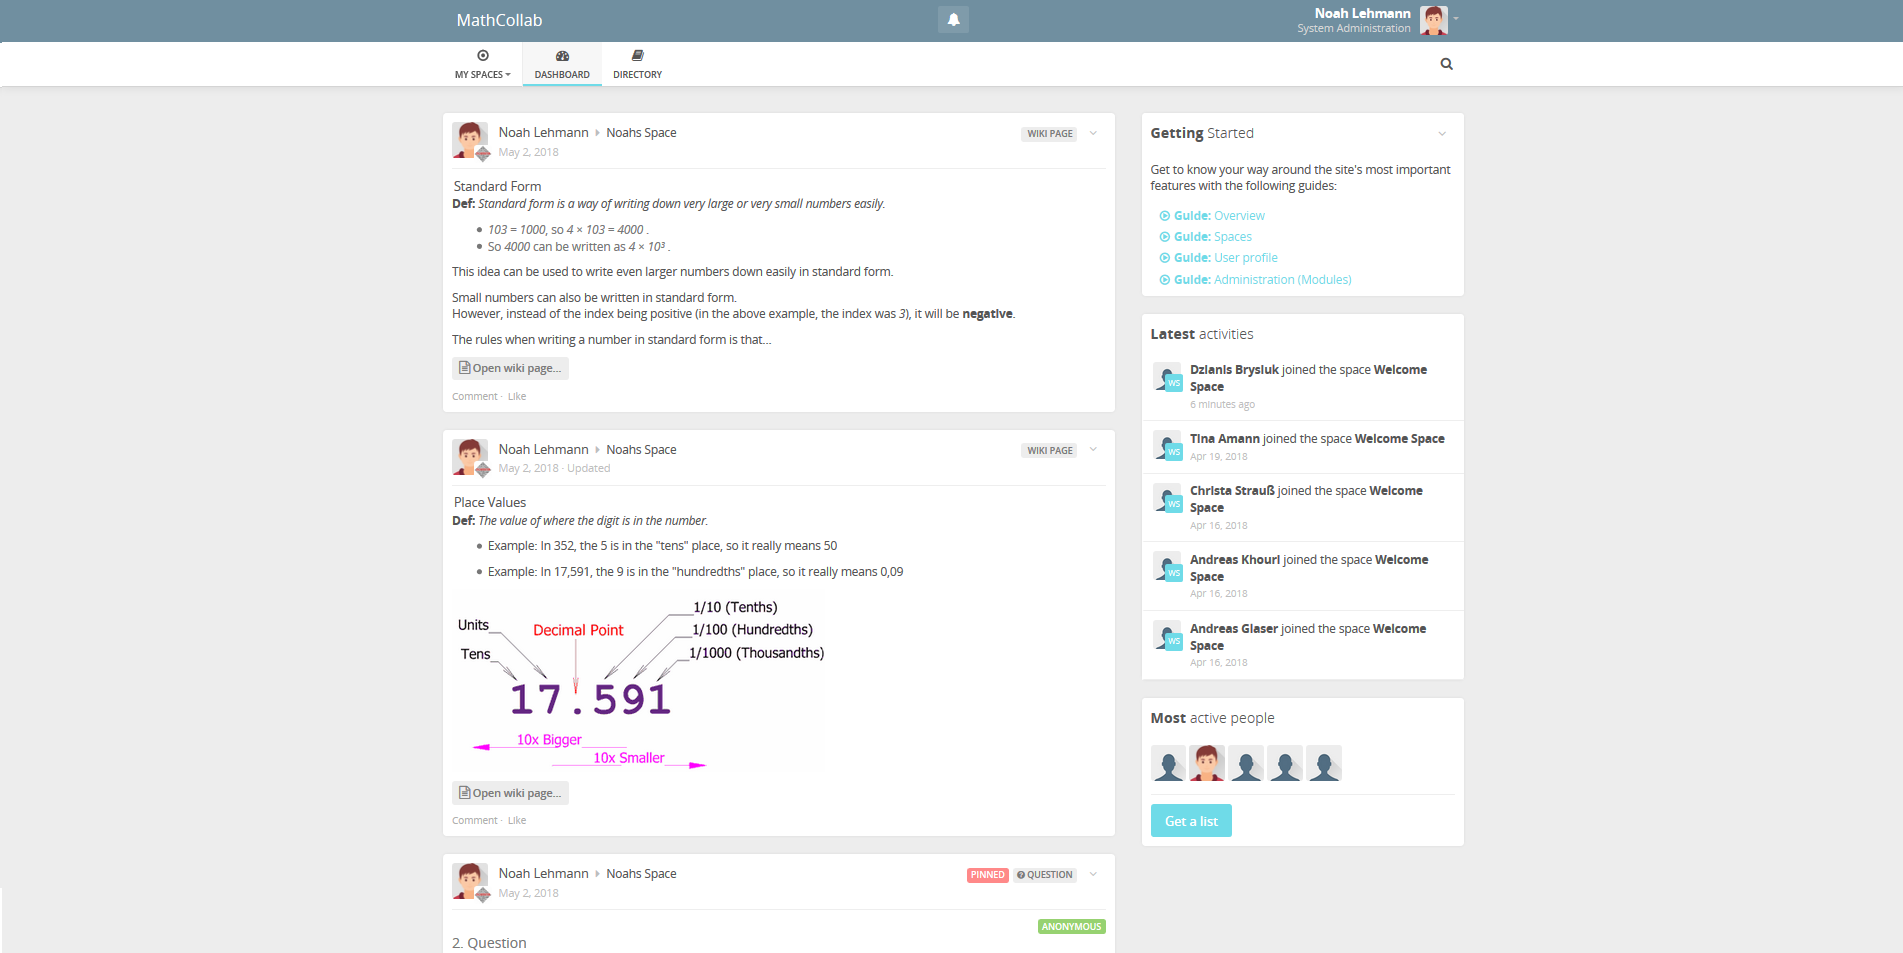 MathCollab
Noah Lehmann
System Administration
MY SPACES
DASHBOARD
DIRECTORY
Noah Lehmann Noahs Space
WIKI PAGE
May 2, 2018
Standard Form
Def: Standard form is a way of writing down very large or very small numbers easily.
103 = 1000, so 4 × 103 = 4000 .
So 4000 can be written as 4 × 10³ .
This idea can be used to write even larger numbers down easily in standard form.
Small numbers can also be written in standard form.
However, instead of the index being positive (in the above example, the index was 3), it will be negative.
The rules when writing a number in standard form is that...
Open wiki page...
Comment · Like
Noah Lehmann Noahs Space
WIKI PAGE
May 2, 2018 · Updated
Place Values
Def: The value of where the digit is in the number.
Example: In 352, the 5 is in the "tens" place, so it really means 50
Example: In 17,591, the 9 is in the "hundredths" place, so it really means 0,09
1/10 (Tenths)
Units
Decimal Point
1/100 (Hundredths)
Tens
1/1000 (Thousandths)
17.591
10x Bigger
10x Smaller
Open wiki page...
Comment · Like
Noah Lehmann Noahs Space
PINNED
QUESTION
May 2, 2018
ANONYMOUS
2. Question
Getting Started
Get to know your way around the site's most important
features with the following guides:
Guide: Overview
Guide: Spaces
Guide: User profile
Guide: Administration (Modules)
Latest activities
WS
Dzianis Brysiuk joined the space Welcome
Space
6 minutes ago
WS
Tina Amann joined the space Welcome Space
Apr 19, 2018
WS
Christa Strauß joined the space Welcome
Space
Apr 16, 2018
WS
Andreas Khouri joined the space Welcome
Space
Apr 16, 2018
WS
Andreas Glaser joined the space Welcome
Space
Apr 16, 2018
Most active people
Get a list